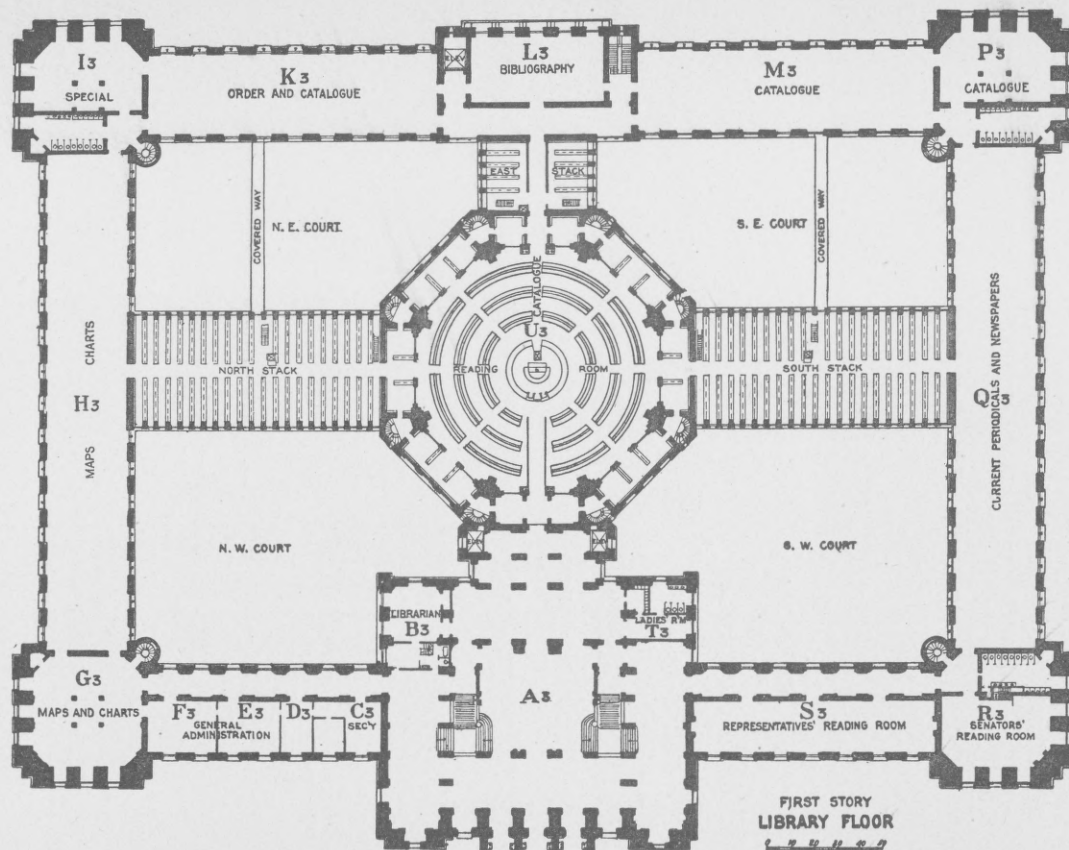 I3
SPECIAL
K3
ORDER AND CATALOGUE
ELEV
L3
BIBLIOGRAPHY
M3
CATALOGUE
P3
CATALOGUE
EAST STACK
COVERED WAY
N. E. COURT.
S. E. COURT
COVERED WAY
CATALOGUE
U3
READING ROOM
NORTH STACK
SOUTH STACK
CHARTS
H3
MAPS
Q3
CURRENT PERIODICALS AND NEWSPAPERS
N. W. COURT
S. W. COURT
ELEV
LIBRARIAN
B3
LADIES' R'M
T3
G3
MAPS AND CHARTS
F3
E3
D3
C3
SEC'Y
GENERAL
ADMINISTRATION
A3
S3
REPRESENTATIVES' READING ROOM
R3
SENATORS'
READING ROOM
FIRST STORY
LIBRARY FLOOR